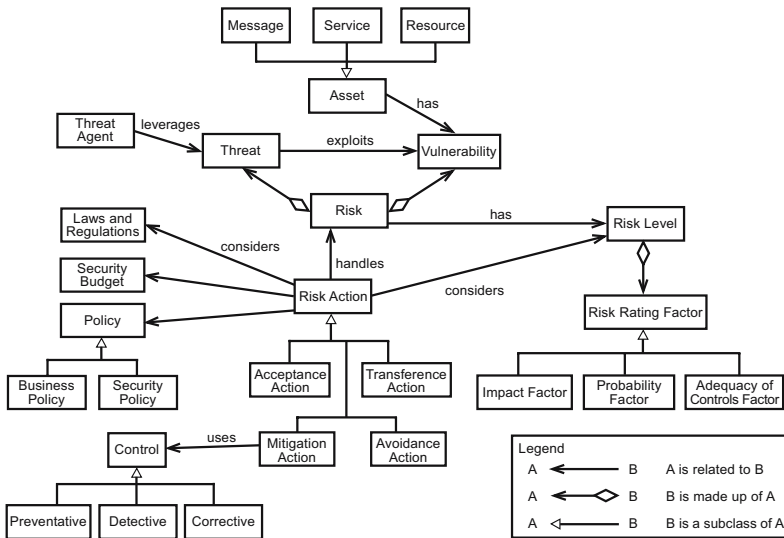 Message
Service
Resource
Asset
has
Threat
Agent
leverages
Threat
exploits
Vulnerability
Risk
has
Risk Level
Laws and
Regulations
considers
handles
Security
Budget
Risk Action
considers
Policy
Risk Rating Factor
Business
Policy
Security
Policy
Acceptance
Action
Transference
Action
Impact Factor
Probability
Factor
Adequacy of
Controls Factor
Control
uses
Mitigation
Action
Avoidance
Action
Preventative
Detective
Corrective
Legend
A B A is related to B
A B B is made up of A
A B B is a subclass of A